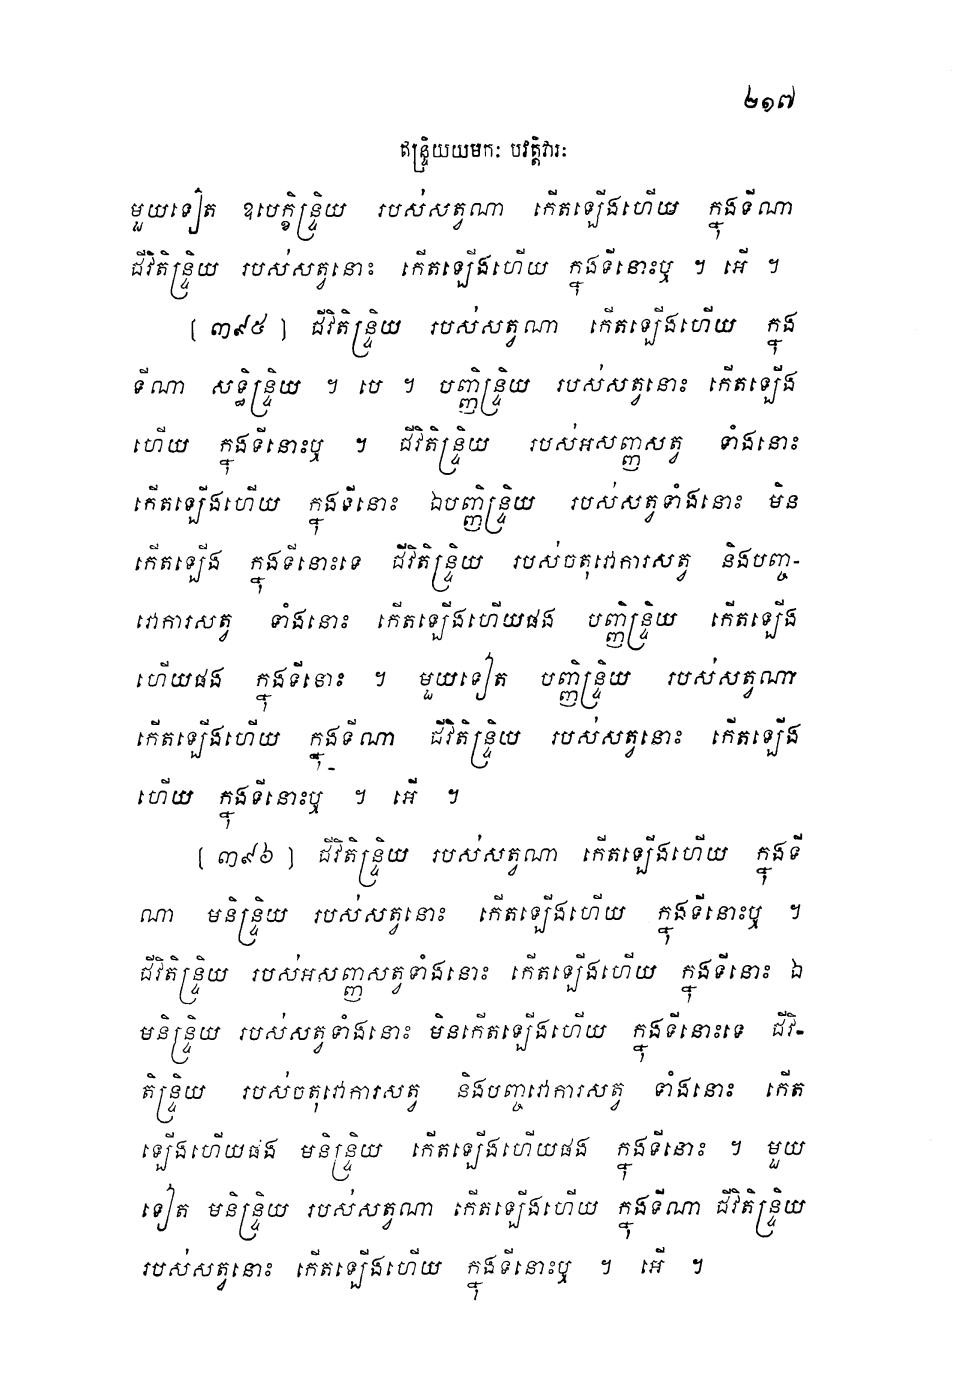 ២១៧
ឥន្ទ្រិយយមកៈ បវត្តិវារៈ
មួយទៀត ឧបេក្ខិន្ទ្រិយ របស់សត្វណា កើតឡើងហើយ ក្នុងទីណា
ជីវិតិន្ទ្រិយ របស់សត្វនោះ កើតឡើងហើយ ក្នុងទីនោះឬ ។ អើ ។
[ ៣៩៥ ] ជីវិតិន្ទ្រិយ របស់សត្វណា កើតឡើងហើយ ក្នុង
ទីណា សទ្ធិន្ទ្រិយ ។ បេ ។ បញ្ញិន្ទ្រិយ របស់សត្វនោះ កើតឡើង
ហើយ ក្នុងទីនោះឬ ។ ជីវិតិន្ទ្រិយ របស់អសញ្ញសត្វ ទាំងនោះ
កើតឡើងហើយ ក្នុងទីនោះ ឯបញ្ញិន្ទ្រិយ របស់សត្វទាំងនោះ មិន
កើតឡើង ក្នុងទីនោះទេ ជីវិតិន្ទ្រិយ របស់ចតុវោការសត្វ និងបញ្ច-
វោការសត្វ ទាំងនោះ កើតឡើងហើយផង បញ្ញិន្ទ្រិយ កើតឡើង
ហើយផង ក្នុងទីនោះ ។ មួយទៀត បញ្ញិន្ទ្រិយ របស់សត្វណា
កើតឡើងហើយ ក្នុងទីណា ជីវិតិន្ទ្រិយ របស់សត្វនោះ កើតឡើង
ហើយ ក្នុងទីនោះឬ ។ អើ ។
[ ៣៩៦ ] ជីវិតិន្ទ្រិយ របស់សត្វណា កើតឡើងហើយ ក្នុងទី
ណា មនិន្ទ្រិយ របស់សត្វនោះ កើតឡើងហើយ ក្នុងទីនោះឬ ។
ជីវិតិន្ទ្រិយ របស់អសញ្ញសត្វទាំងនោះ កើតឡើងហើយ ក្នុងទីនោះ ឯ
មនិន្ទ្រិយ របស់សត្វទាំងនោះ មិនកើតឡើងហើយ ក្នុងទីនោះទេ ជីវិ-
តិន្ទ្រិយ របស់ចតុវោការសត្វ និងបញ្ចវោការសត្វ ទាំងនោះ កើត
ឡើងហើយផង មនិន្ទ្រិយ កើតឡើងហើយផង ក្នុងទីនោះ ។ មួយ
ទៀត មនិន្ទ្រិយ របស់សត្វណា កើតឡើងហើយ ក្នុងទីណា ជីវិតិន្ទ្រិយ
របស់សត្វនោះ កើតឡើងហើយ ក្នុងទីនោះឬ ។ អើ ។